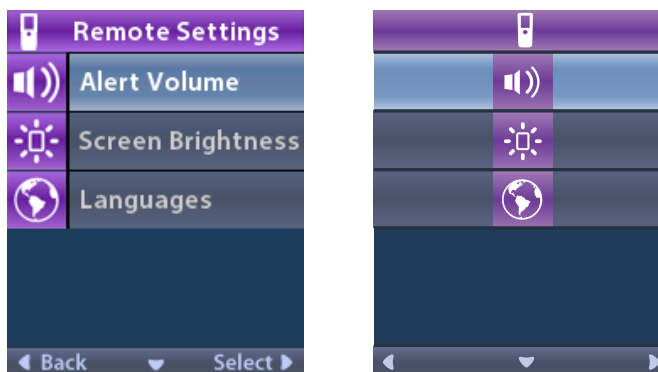 Remote Settings
Alert Volume
Screen Brightness
Languages
Back Select